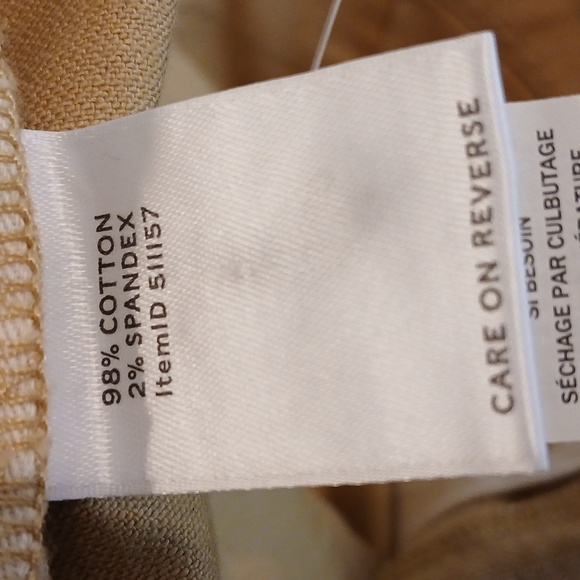 98% COTTON
2% SPANDEX
ItemID 511157
CARE ON REVERSE
SI BESOIN
SÉCHAGE PAR CULBUTAGE